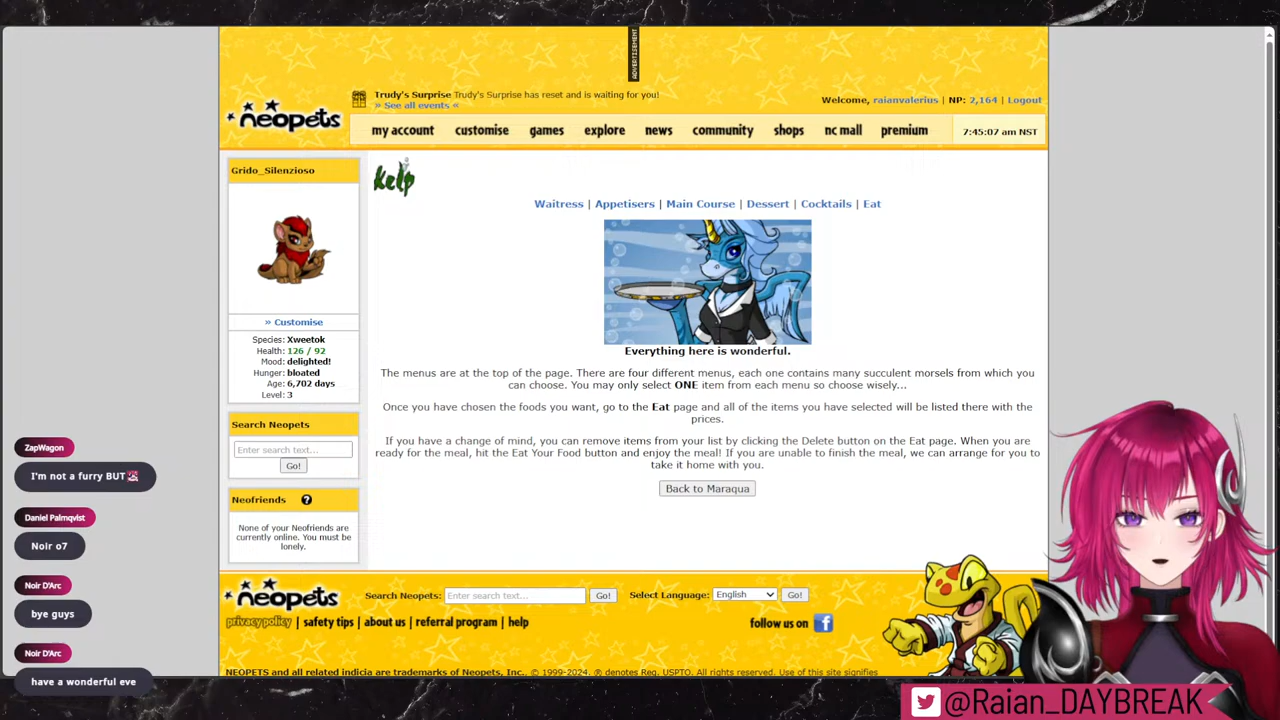 ADVERTISEMENT
Trudy's Surprise Trudy's Surprise has reset and is waiting for you!
» See all events «
Welcome, raianvalerius | NP: 2,164 | Logout
neopets
my account
customise
games
explore
news
community
shops
nc mall
premium
7:45:07 am NST
Grido_Silenzioso
» Customise
Species: Xweetok
Health: 126 / 92
Mood: delighted!
Hunger: bloated
Age: 6,702 days
Level: 3
Search Neopets
Enter search text...
Go!
Neofriends ?
None of your Neofriends are
currently online. You must be
lonely.
Kelp
Waitress | Appetisers | Main Course | Dessert | Cocktails | Eat
Everything here is wonderful.
The menus are at the top of the page. There are four different menus, each one contains many succulent morsels from which you
can choose. You may only select ONE item from each menu so choose wisely...
Once you have chosen the foods you want, go to the Eat page and all of the items you have selected will be listed there with the
prices.
If you have a change of mind, you can remove items from your list by clicking the Delete button on the Eat page. When you are
ready for the meal, hit the Eat Your Food button and enjoy the meal! If you are unable to finish the meal, we can arrange for you to
take it home with you.
Back to Maraqua
ZapWagon
I'm not a furry BUT
Daniel Palmqvist
Noir o7
Noir D'Arc
bye guys
Noir D'Arc
have a wonderful eve
neopets
Search Neopets: Enter search text... Go! Select Language: English Go!
privacy policy | safety tips | about us | referral program | help
follow us on f
NEOPETS and all related indicia are trademarks of Neopets, Inc., © 1999-2024. ® denotes Reg. USPTO. All rights reserved. Use of this site signifies
@Raian_DAYBREAK